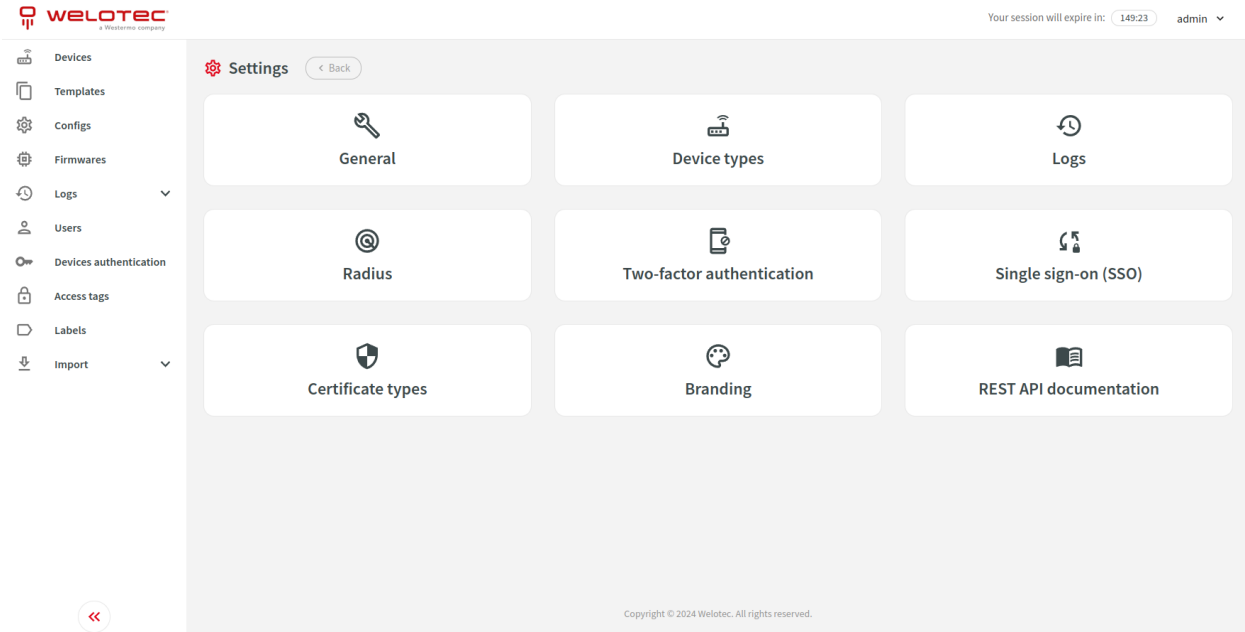 WELOTEC
a Westermo company
Your session will expire in: 149:23 admin
Devices
Templates
Configs
Firmwares
Logs
Users
Devices authentication
Access tags
Labels
Import
Settings
Back
General
Device types
Logs
Radius
Two-factor authentication
Single sign-on (SSO)
Certificate types
Branding
REST API documentation
Copyright © 2024 Welotec. All rights reserved.